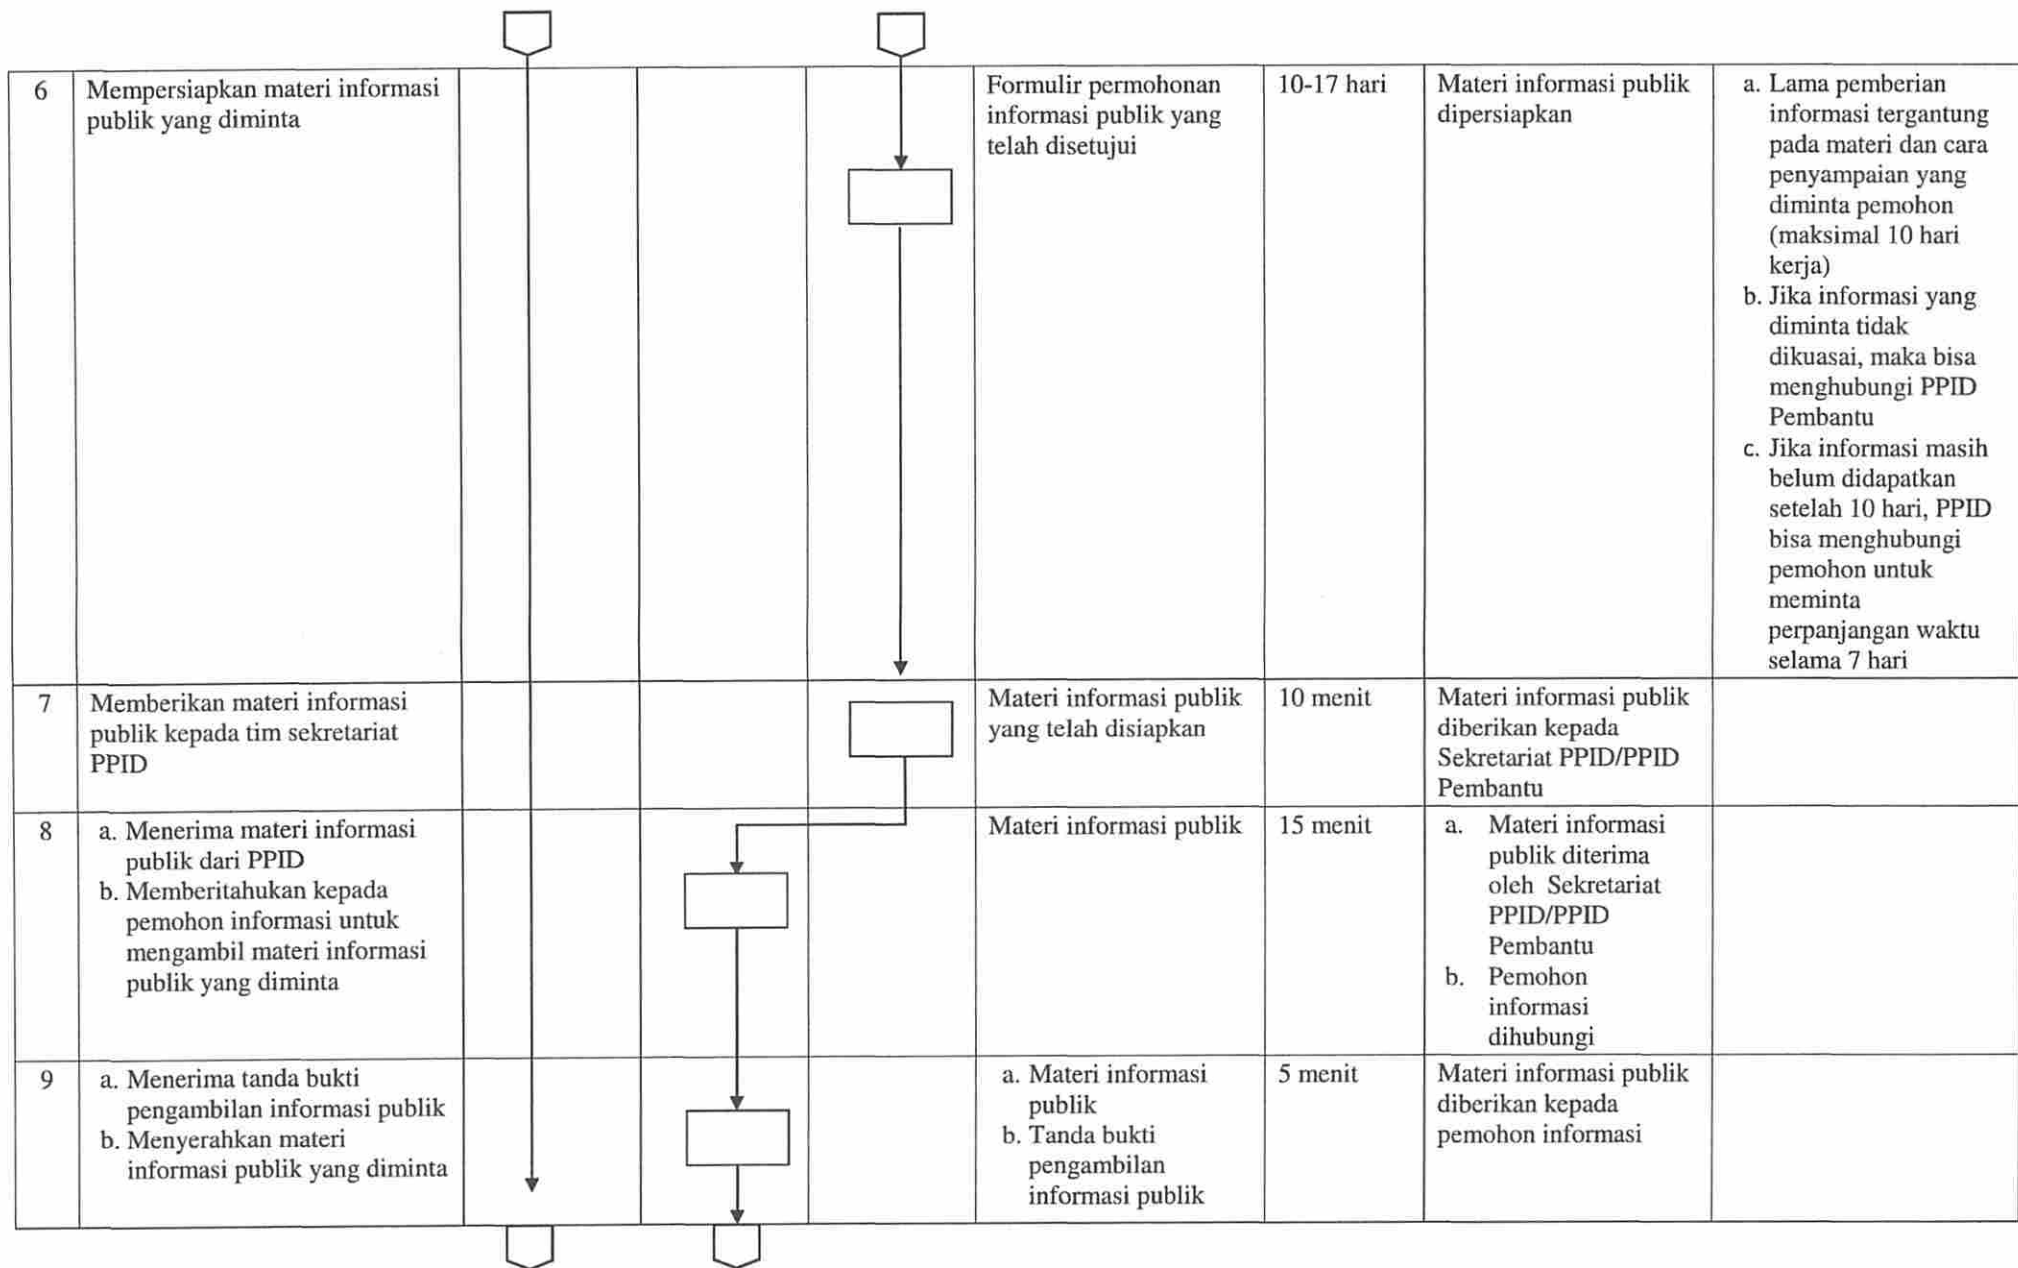 6
Mempersiapkan materi informasi
publik yang diminta
Formulir permohonan
informasi publik yang
telah disetujui
10-17 hari
Materi informasi publik
dipersiapkan
a. Lama pemberian
informasi tergantung
pada materi dan cara
penyampaian yang
diminta pemohon
(maksimal 10 hari
kerja)
b. Jika informasi yang
diminta tidak
dikuasai, maka bisa
menghubungi PPID
Pembantu
c. Jika informasi masih
belum didapatkan
setelah 10 hari, PPID
bisa menghubungi
pemohon untuk
meminta
perpanjangan waktu
selama 7 hari
7
Memberikan materi informasi
publik kepada tim sekretariat
PPID
Materi informasi publik
yang telah disiapkan
10 menit
Materi informasi publik
diberikan kepada
Sekretariat PPID/PPID
Pembantu
8
a. Menerima materi informasi
publik dari PPID
b. Memberitahukan kepada
pemohon informasi untuk
mengambil materi informasi
publik yang diminta
Materi informasi publik
15 menit
a. Materi informasi
publik diterima
oleh Sekretariat
PPID/PPID
Pembantu
b. Pemohon
informasi
dihubungi
9
a. Menerima tanda bukti
pengambilan informasi publik
b. Menyerahkan materi
informasi publik yang diminta
a. Materi informasi
publik
b. Tanda bukti
pengambilan
informasi publik
5 menit
Materi informasi publik
diberikan kepada
pemohon informasi